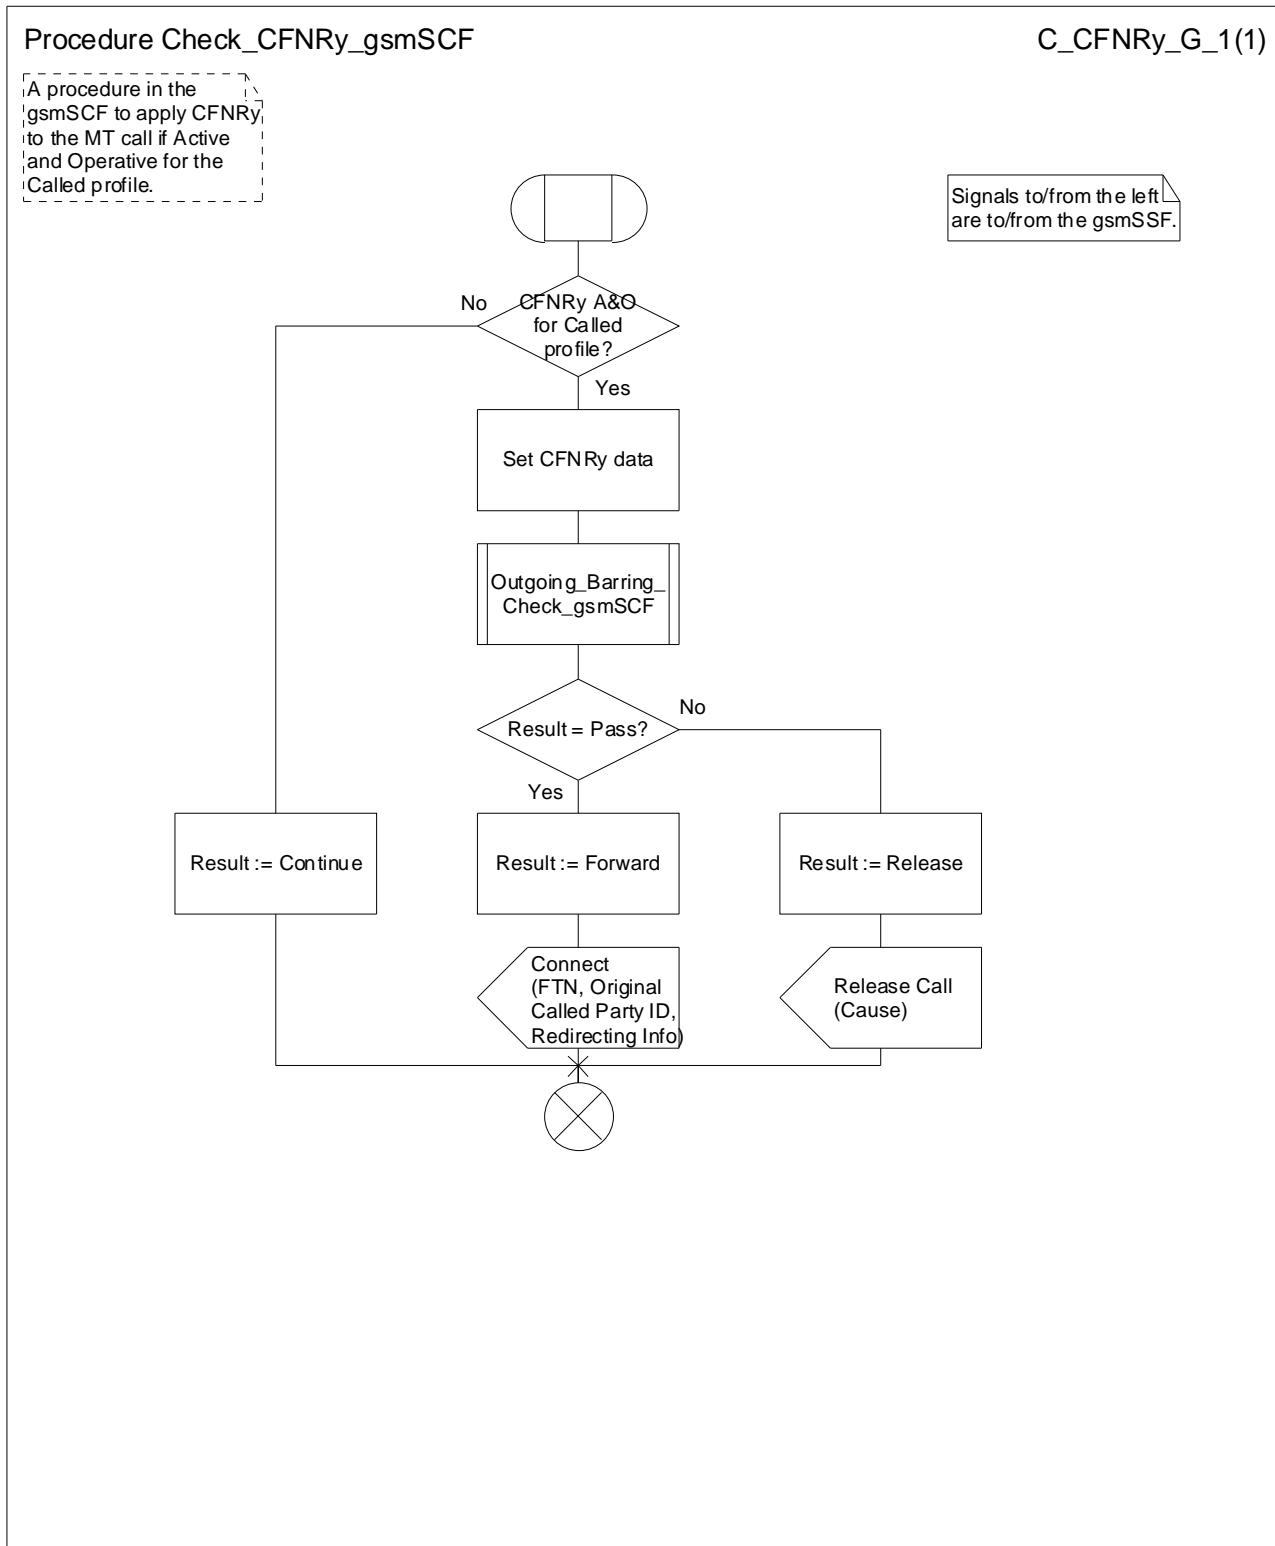 Procedure Check_CFNRy_gsmSCF
C_CFNRy_G_1(1)
A procedure in the
gsmSCF to apply CFNRy
to the MT call if Active
and Operative for the
Called profile.
Signals to/from the left
are to/from the gsmSSF.
No
CFNRy A&O
for Called
profile?
Yes
Set CFNRy data
Outgoing_Barring_
Check_gsmSCF
No
Result = Pass?
Yes
Result := Continue
Result := Forward
Result := Release
Connect
(FTN, Original
Called Party ID,
Redirecting Info)
Release Call
(Cause)